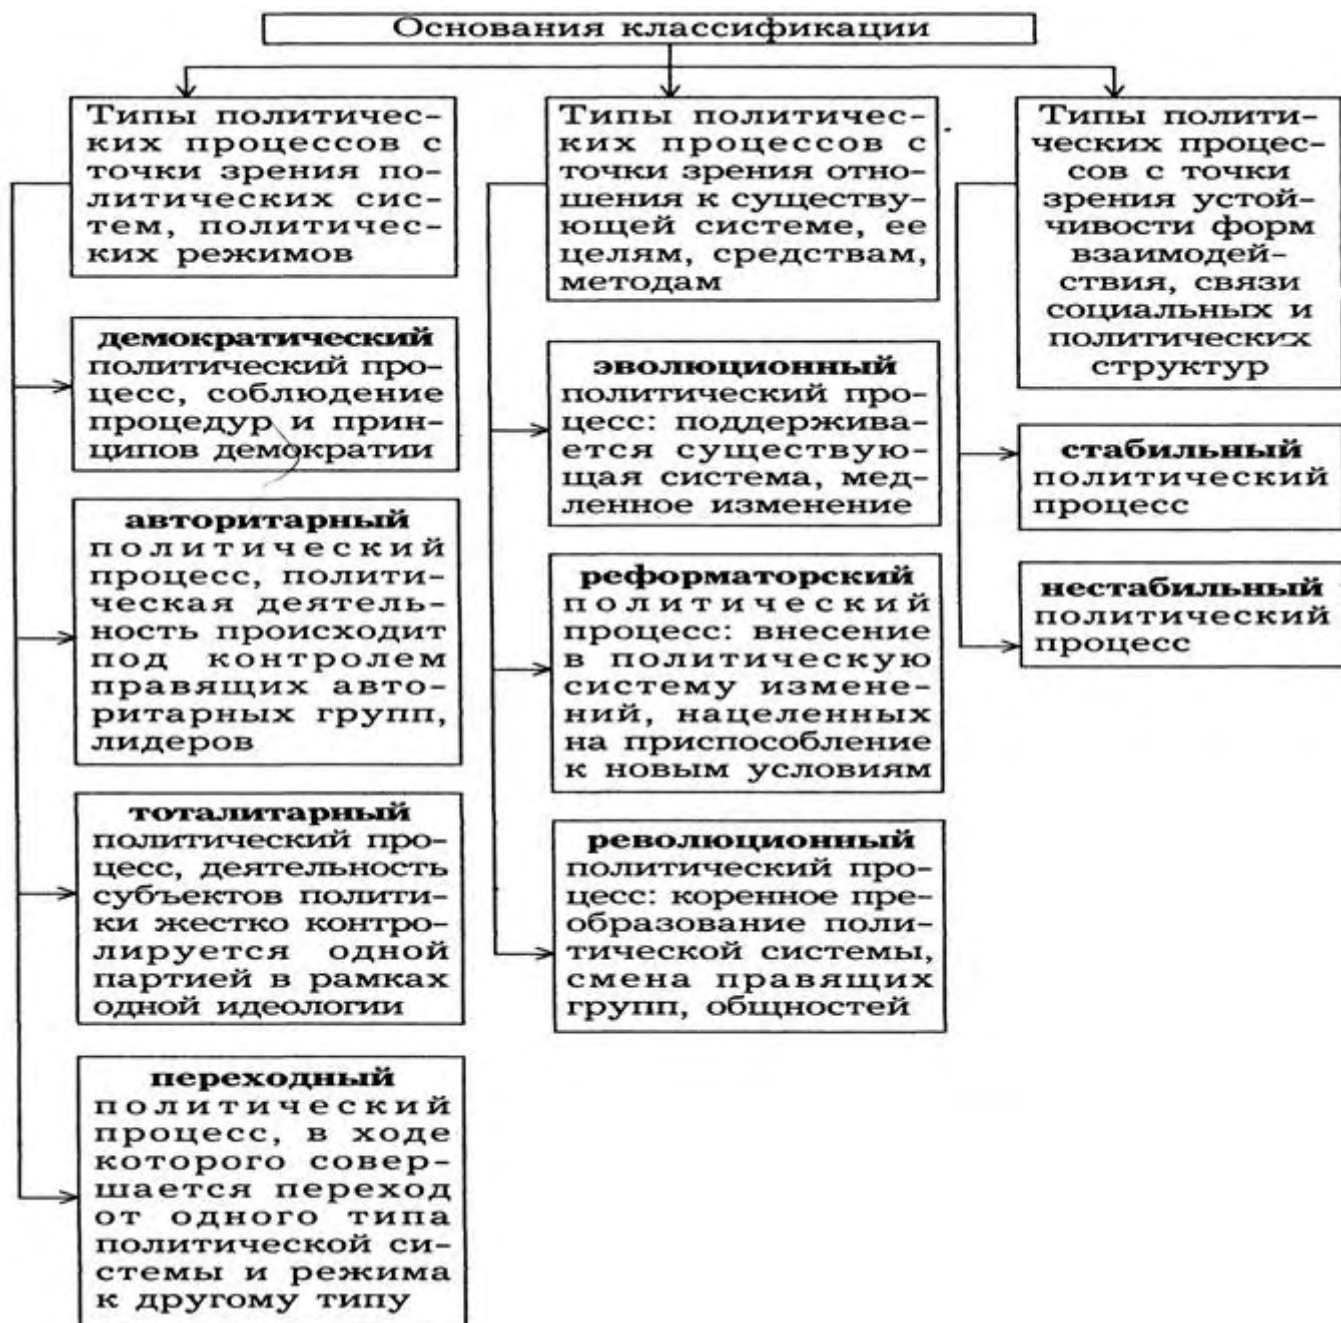 Основания классификации
Типы политичес-
ких процессов с
точки зрения по-
литических сис-
тем, политичес-
ких режимов
демократический
политический про-
цесс, соблюдение
процедур и прин-
ципов демократии
авторитарный
политический
процесс, полити-
ческая деятель-
ность происходит
под контролем
правящих авто-
ритарных групп,
лидеров
тоталитарный
политический про-
цесс, деятельность
субъектов полити-
ки жестко контро-
лируется одной
партией в рамках
одной идеологии
переходный
политический
процесс, в ходе
которого совер-
шается переход
от одного типа
политической си-
стемы и режима
к другому типу
Типы политичес-
ких процессов с
точки зрения отно-
шения к существу-
ющей системе, ее
целям, средствам,
методам
эволюционный
политический про-
цесс: поддержива-
ется существую-
щая система, мед-
ленное изменение
реформаторский
политический
процесс: внесение
в политическую
систему измене-
ний, нацеленных
на приспособление
к новым условиям
революционный
политический про-
цесс: коренное пре-
образование поли-
тической системы,
смена правящих
групп, общностей
Типы полити-
ческих процес-
сов с точки
зрения устой-
чивости форм
взаимодей-
ствия, связи
социальных и
политических
структур
стабильный
политический
процесс
нестабильный
политический
процесс